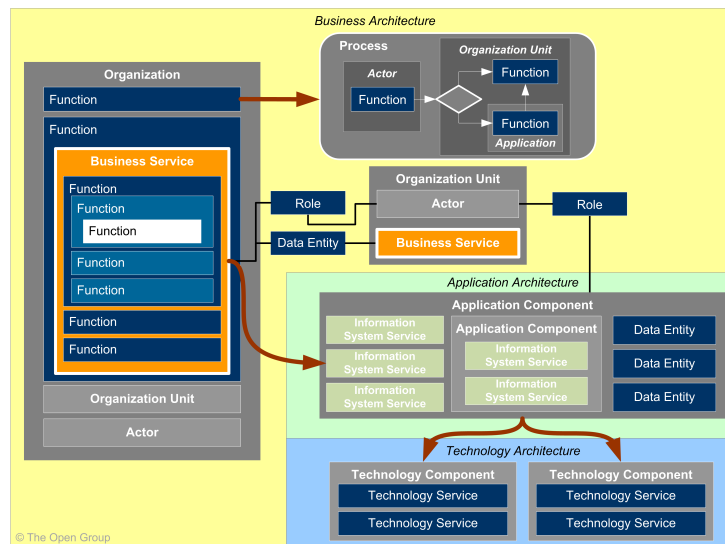 Business Architecture
Organization
Function
Function
Business Service
Function
Function
Function
Function
Function
Function
Function
Organization Unit
Actor
Process
Actor
Function
Organization Unit
Function
Function
Application
Role
Data Entity
Organization Unit
Actor
Business Service
Role
Application Architecture
Application Component
Information
System Service
Information
System Service
Information
System Service
Application Component
Information
System Service
Information
System Service
Data Entity
Data Entity
Data Entity
Technology Architecture
Technology Component
Technology Service
Technology Service
Technology Component
Technology Service
Technology Service
© The Open Group